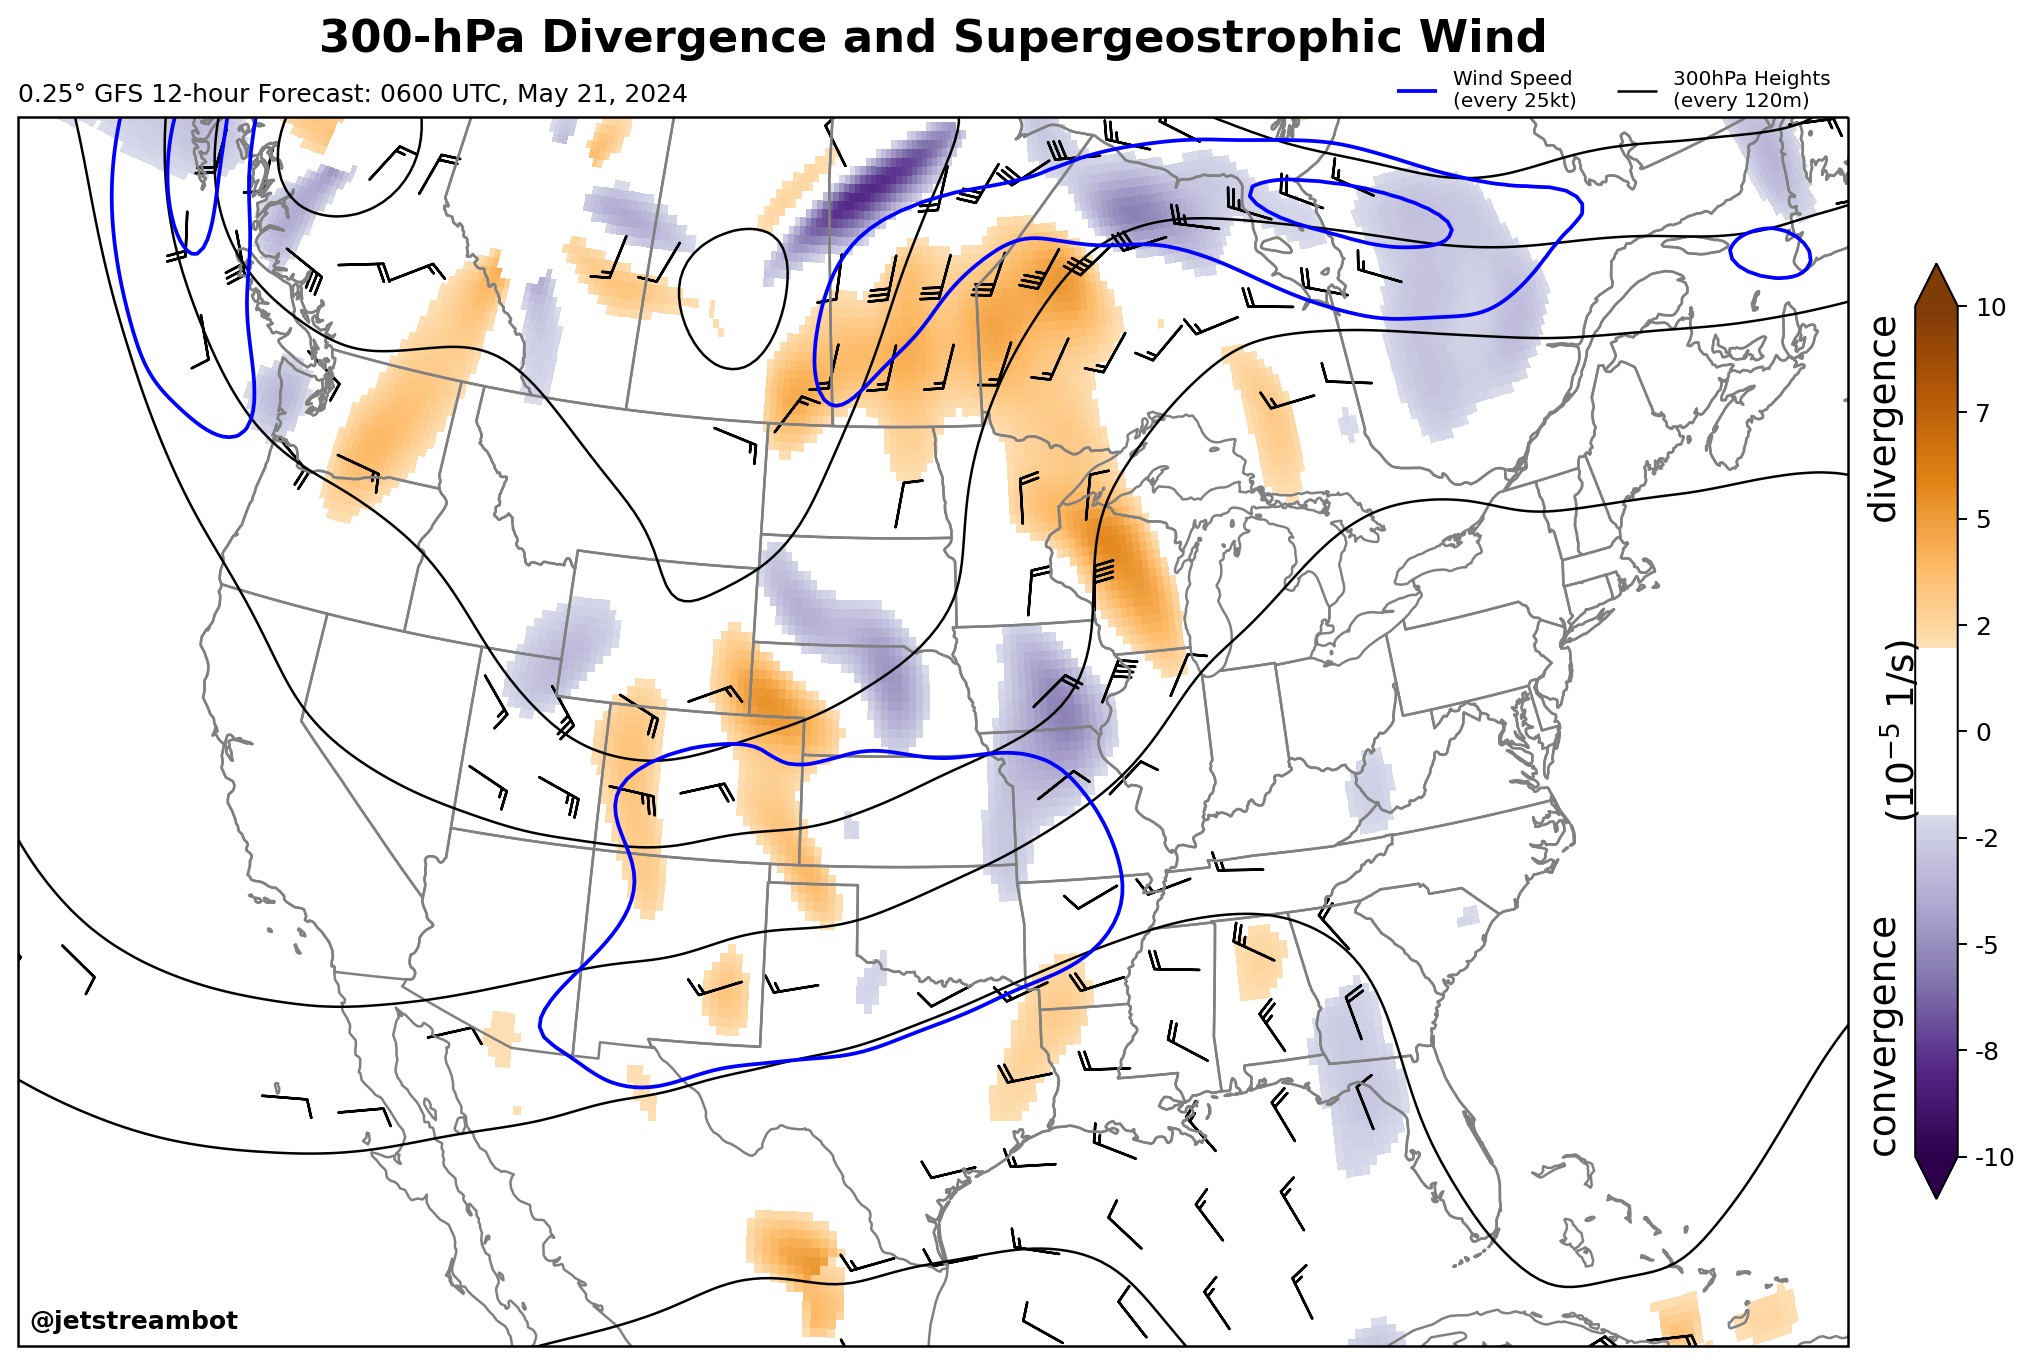 300-hPa Divergence and Supergeostrophic Wind
0.25° GFS 12-hour Forecast: 0600 UTC, May 21, 2024
Wind Speed
(every 25kt)
300hPa Heights
(every 120m)
divergence
(10⁻⁵ 1/s)
convergence
10
7
5
2
0
-2
-5
-8
-10
@jetstreambot